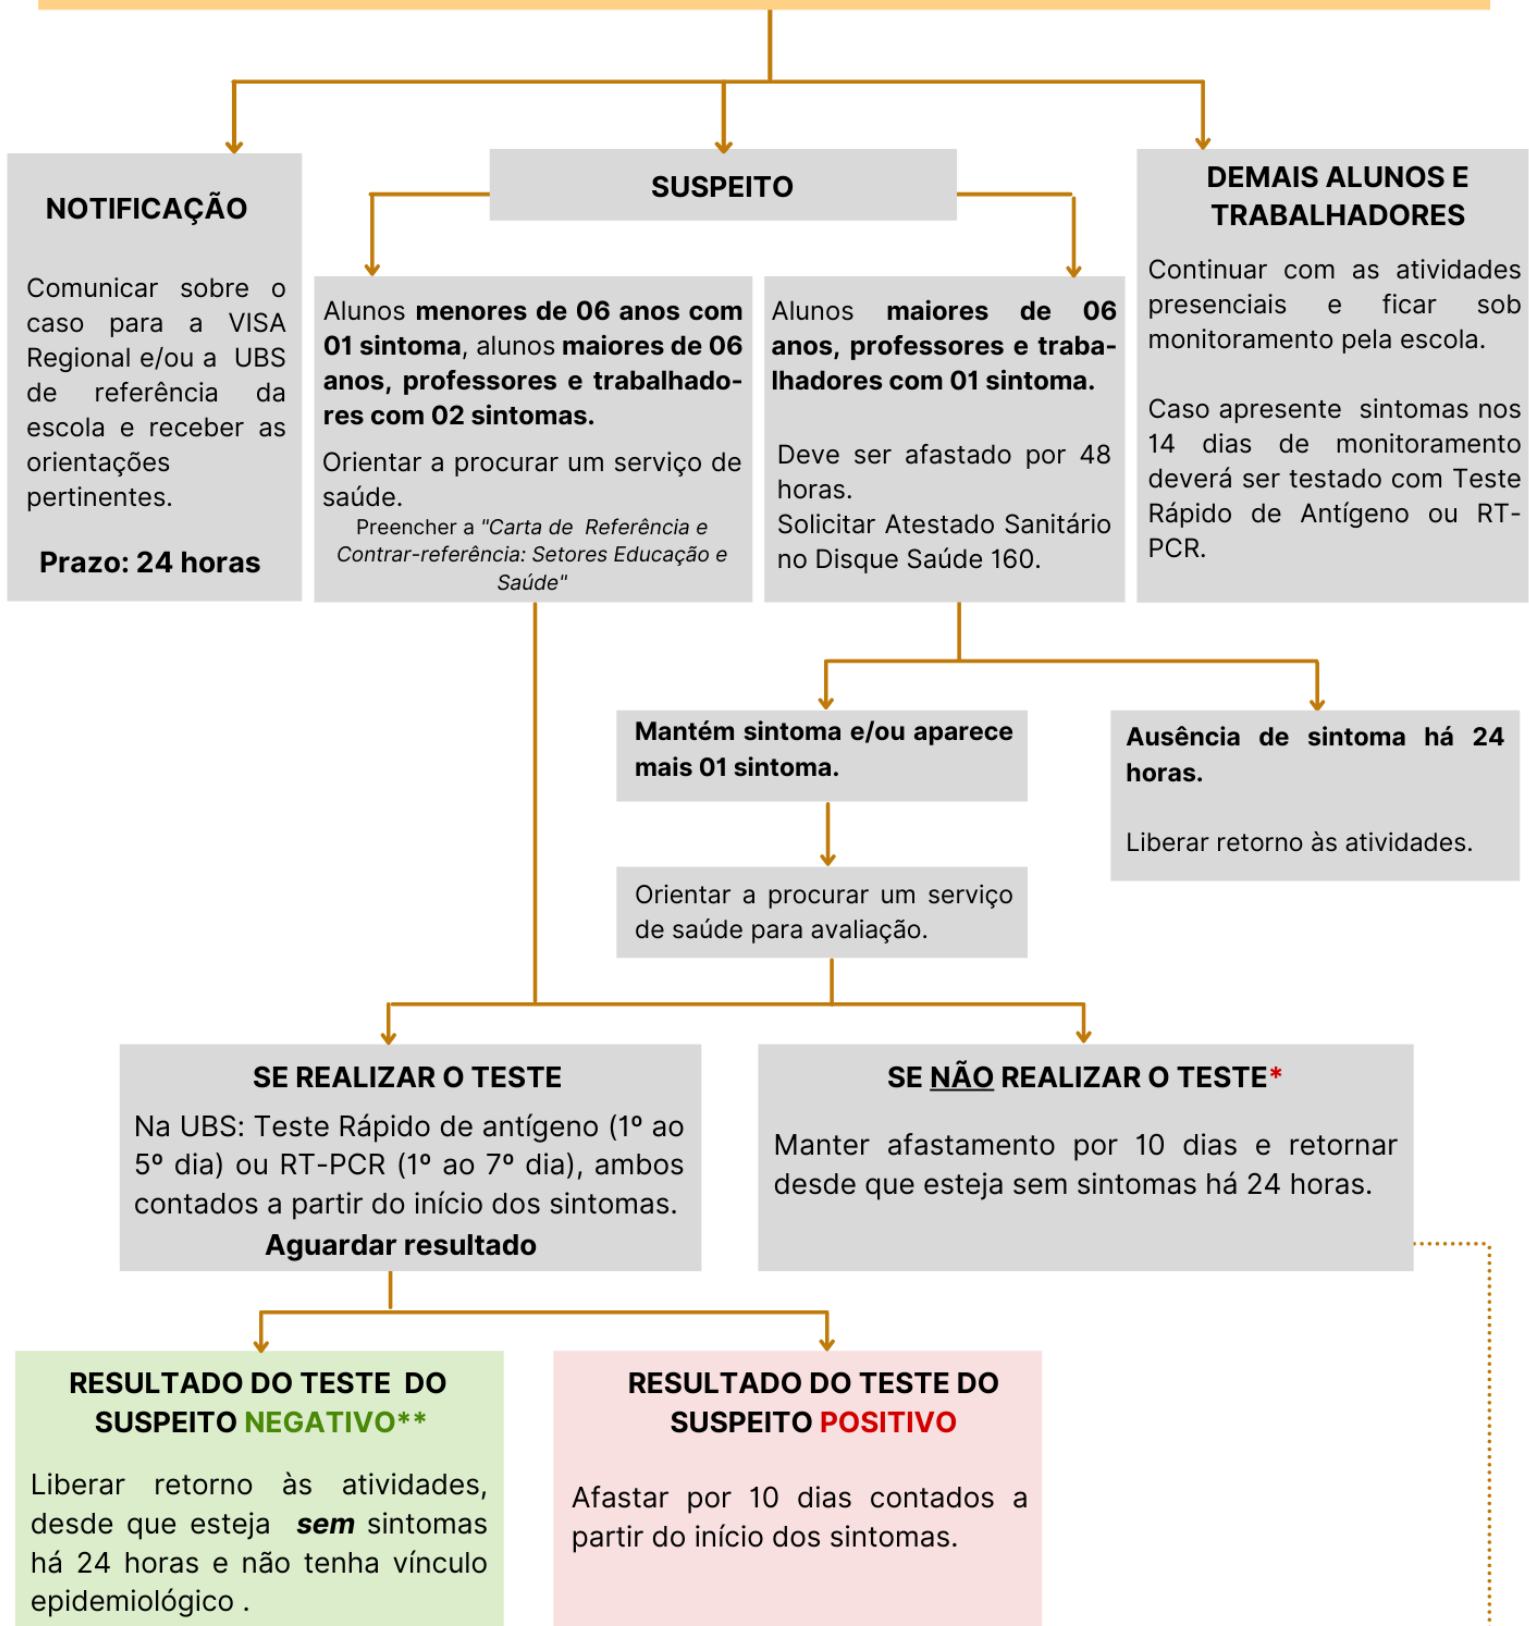 NOTIFICAÇÃO
Comunicar sobre o
caso para a VISA
Regional e/ou a UBS
de referência da
escola e receber as
orientações
pertinentes.
Prazo: 24 horas
SUSPEITO
Alunos menores de 06 anos com
01 sintoma, alunos maiores de 06
anos, professores e trabalhado-
res com 02 sintomas.
Orientar a procurar um serviço de
saúde.
Preencher a "Carta de Referência e
Contrar-referência: Setores Educação e
Saúde"
Alunos maiores de 06
anos, professores e traba-
lhadores com 01 sintoma.
Deve ser afastado por 48
horas.
Solicitar Atestado Sanitário
no Disque Saúde 160.
DEMAIS ALUNOS E
TRABALHADORES
Continuar com as atividades
presenciais e ficar sob
monitoramento pela escola.
Caso apresente sintomas nos
14 dias de monitoramento
deverá ser testado com Teste
Rápido de Antígeno ou RT-
PCR.
Mantém sintoma e/ou aparece
mais 01 sintoma.
Ausência de sintoma há 24
horas.
Liberar retorno às atividades.
Orientar a procurar um serviço
de saúde para avaliação.
SE REALIZAR O TESTE
Na UBS: Teste Rápido de antígeno (1º ao
5º dia) ou RT-PCR (1º ao 7º dia), ambos
contados a partir do início dos sintomas.
Aguardar resultado
SE NÃO REALIZAR O TESTE*
Manter afastamento por 10 dias e retornar
desde que esteja sem sintomas há 24 horas.
RESULTADO DO TESTE DO
SUSPEITO NEGATIVO**
Liberar retorno às atividades,
desde que esteja sem sintomas
há 24 horas e não tenha vínculo
epidemiológico .
RESULTADO DO TESTE DO
SUSPEITO POSITIVO
Afastar por 10 dias contados a
partir do início dos sintomas.